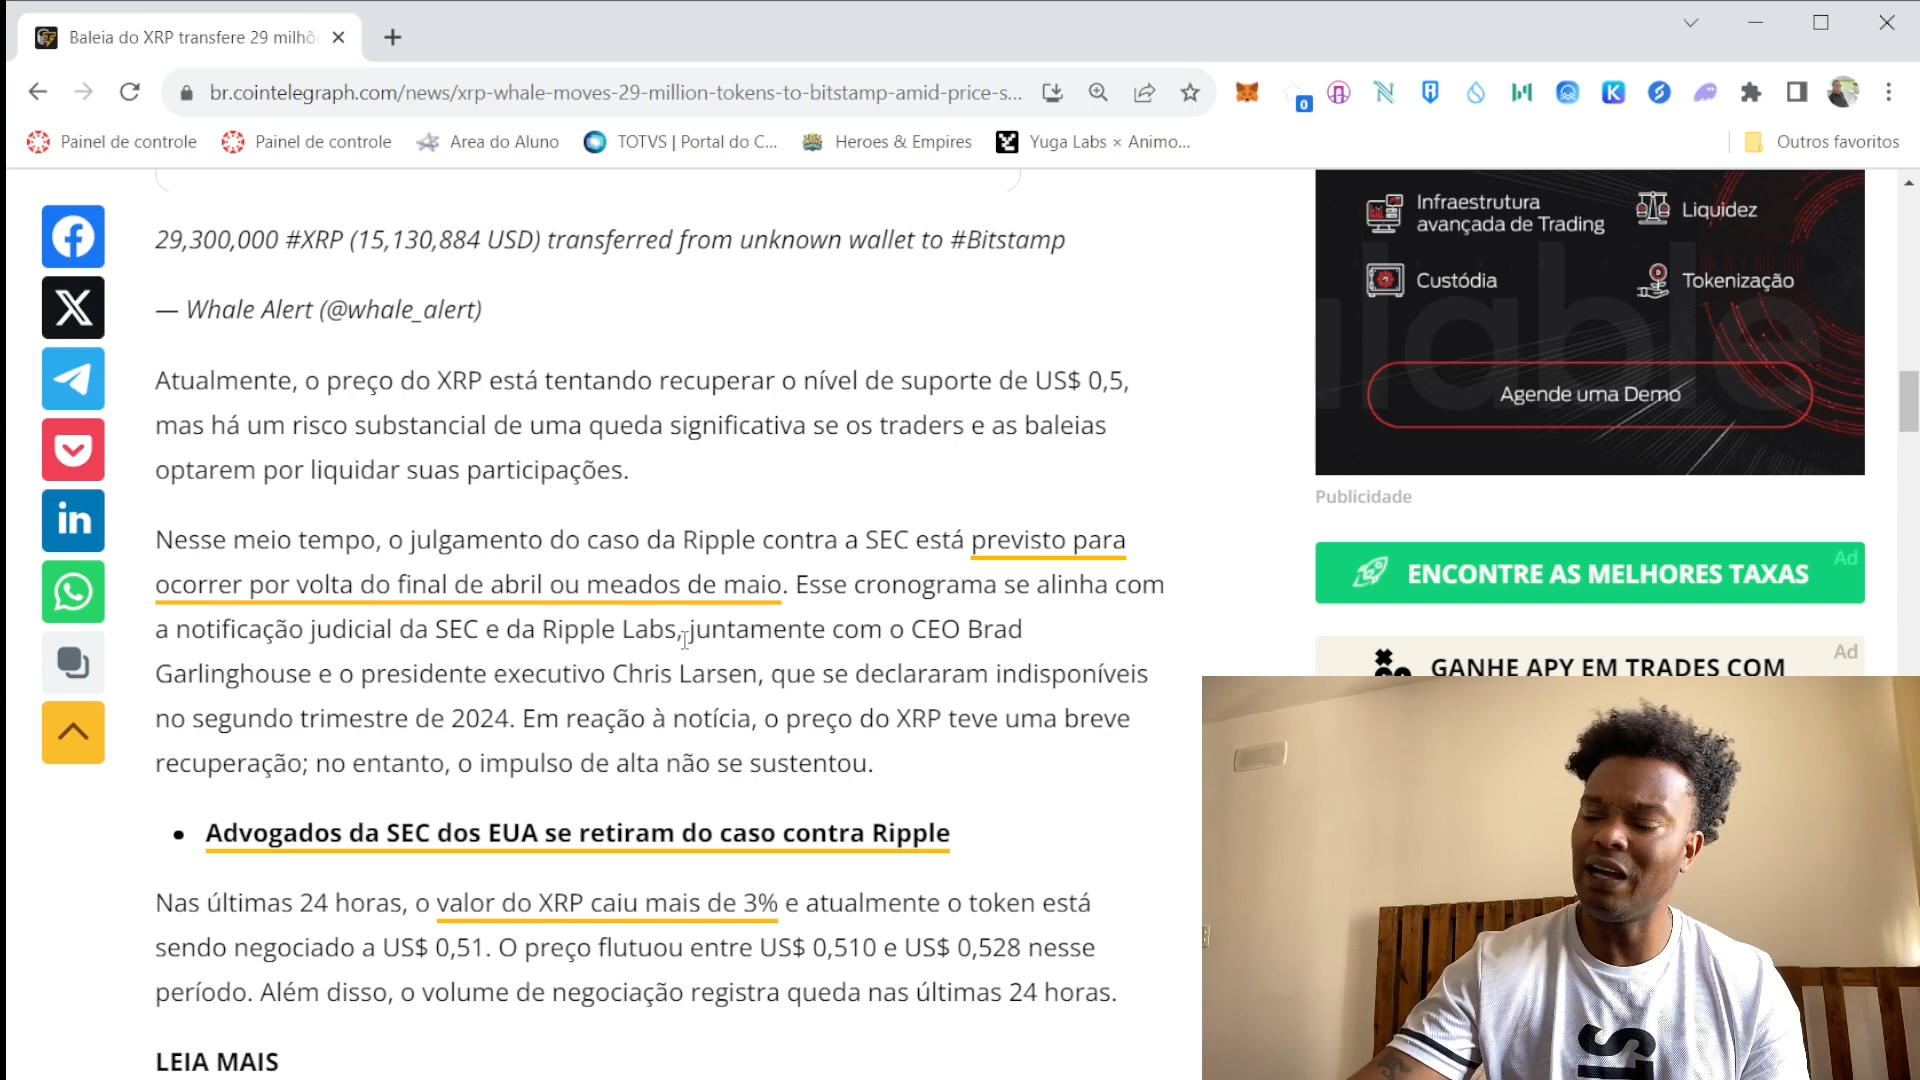 Baleia do XRP transfere 29 milhõ
br.cointelegraph.com/news/xrp-whale-moves-29-million-tokens-to-bitstamp-amid-price-s...
0
Painel de controle
Painel de controle
Area do Aluno
TOTVS | Portal do C...
Heroes & Empires
Yuga Labs × Animo...
Outros favoritos
29,300,000 #XRP (15,130,884 USD) transferred from unknown wallet to #Bitstamp
— Whale Alert (@whale_alert)
Atualmente, o preço do XRP está tentando recuperar o nível de suporte de US$ 0,5,
mas há um risco substancial de uma queda significativa se os traders e as baleias
optarem por liquidar suas participações.
Nesse meio tempo, o julgamento do caso da Ripple contra a SEC está previsto para
ocorrer por volta do final de abril ou meados de maio. Esse cronograma se alinha com
a notificação judicial da SEC e da Ripple Labs, juntamente com o CEO Brad
Garlinghouse e o presidente executivo Chris Larsen, que se declararam indisponíveis
no segundo trimestre de 2024. Em reação à notícia, o preço do XRP teve uma breve
recuperação; no entanto, o impulso de alta não se sustentou.
• Advogados da SEC dos EUA se retiram do caso contra Ripple
Nas últimas 24 horas, o valor do XRP caiu mais de 3% e atualmente o token está
sendo negociado a US$ 0,51. O preço flutuou entre US$ 0,510 e US$ 0,528 nesse
período. Além disso, o volume de negociação registra queda nas últimas 24 horas.
LEIA MAIS
Infraestrutura
avançada de Trading
Liquidez
Custódia
Tokenização
Agende uma Demo
Publicidade
Ad
ENCONTRE AS MELHORES TAXAS
Ad
GANHE APY EM TRADES COM